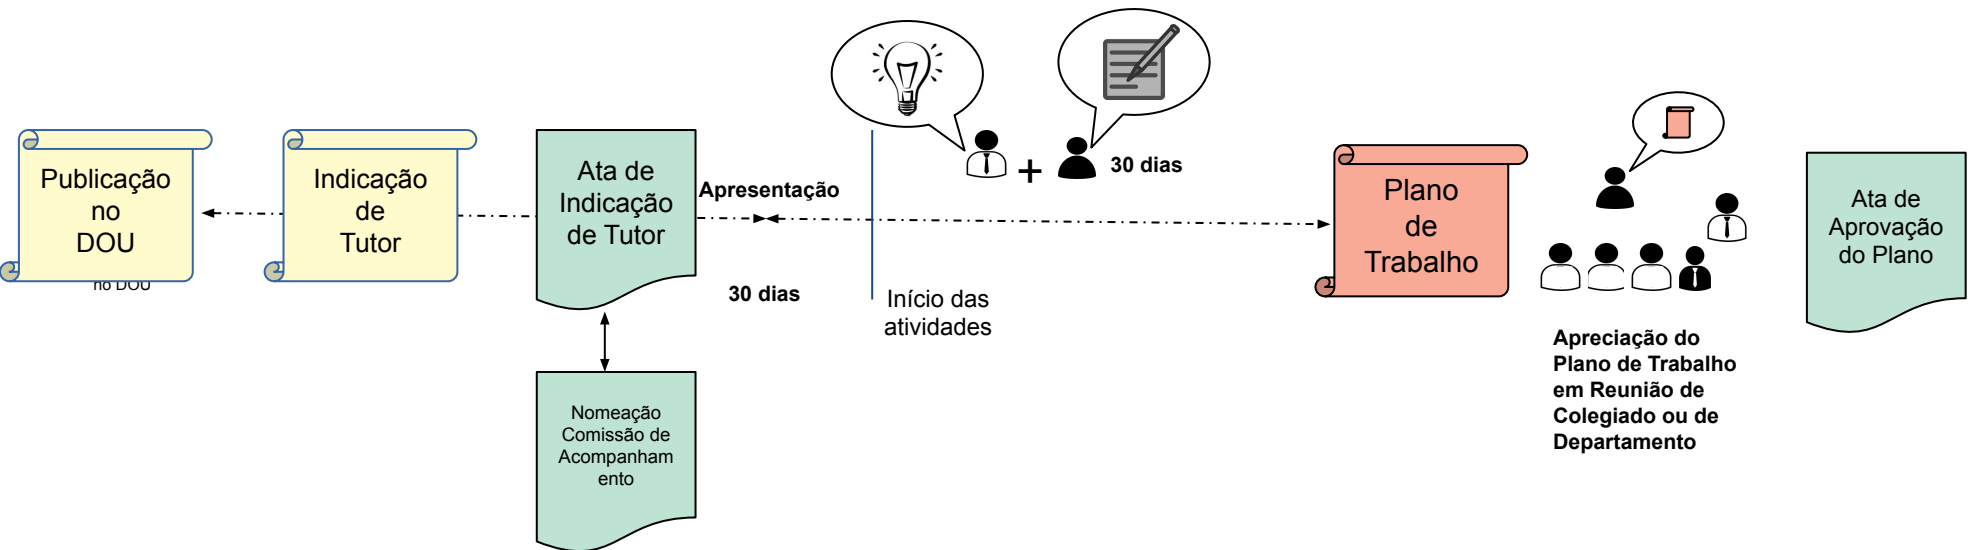 Publicação
no
DOU
no DOU
Indicação
de
Tutor
Ata de
Indicação
de Tutor
Nomeação
Comissão de
Acompanham
ento
Apresentação
30 dias
Início das
atividades
+
30 dias
Plano
de
Trabalho
Apreciação do
Plano de Trabalho
em Reunião de
Colegiado ou de
Departamento
Ata de
Aprovação
do Plano